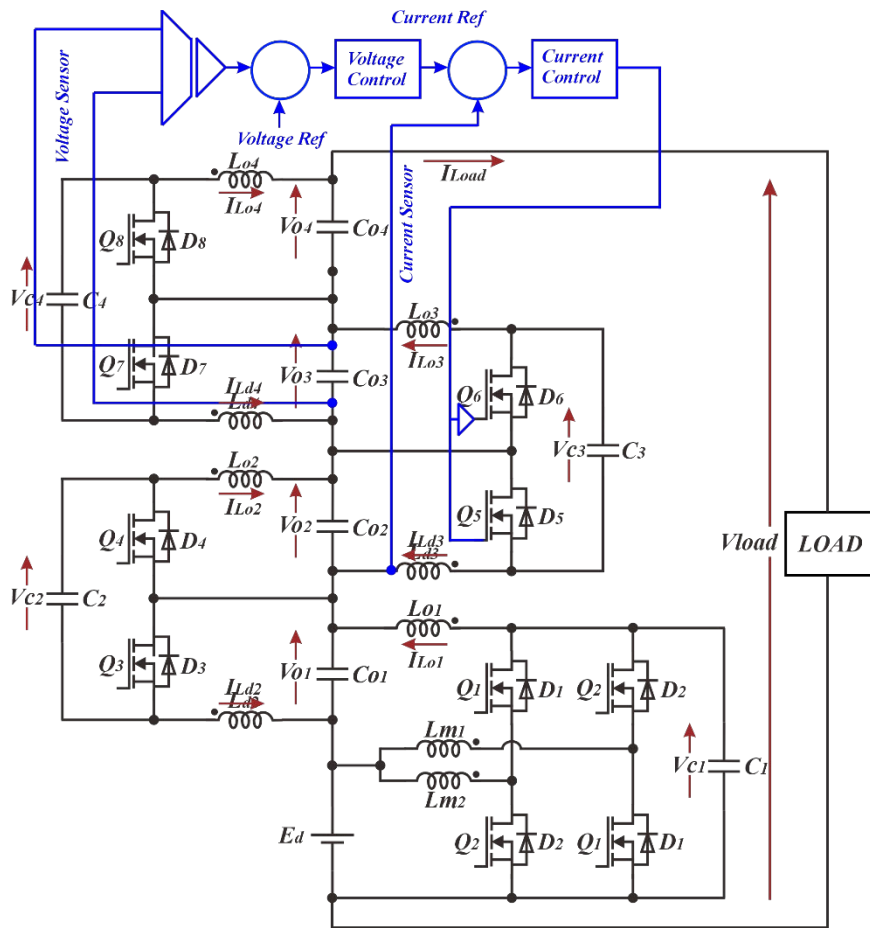 Current Ref
Voltage Sensor
Voltage
Control
Current
Control
Voltage Ref
Lo4
ILoad
ILo4
Vo4
Co4
Current Sensor
Q8
D8
Vc4
C4
Lo3
ILo3
Q7
D7
Vo3
Co3
ILd4
Q6
D6
Vc3
C3
Lo2
ILo2
Vo2
Co2
Q5
D5
Vload
LOAD
Q4
D4
ILd3
Ld3
Vc2
C2
Lo1
ILo1
Q3
D3
Vo1
Co1
Q1
D1
Q2
D2
ILd2
Ld2
Lm1
Vc1
C1
Lm2
Ed
Q2
D2
Q1
D1